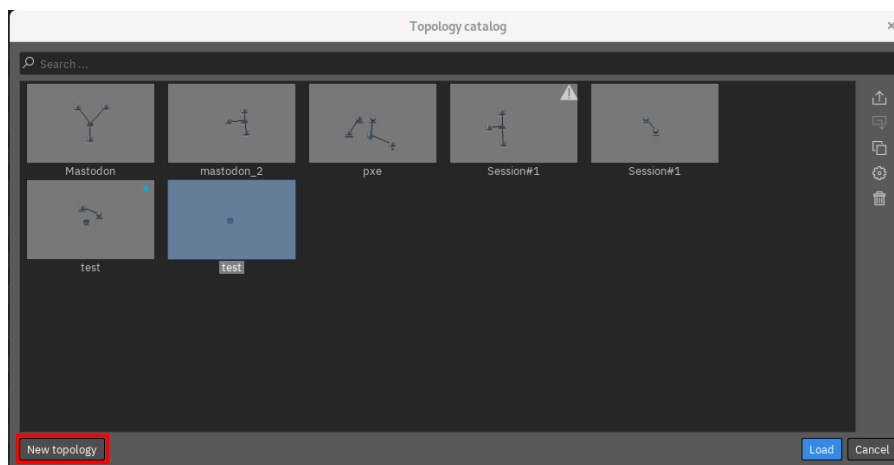 Topology catalog
Search ...
Mastodon
mastodon_2
pxe
Session#1
Session#1
test
test
New topology
Load
Cancel